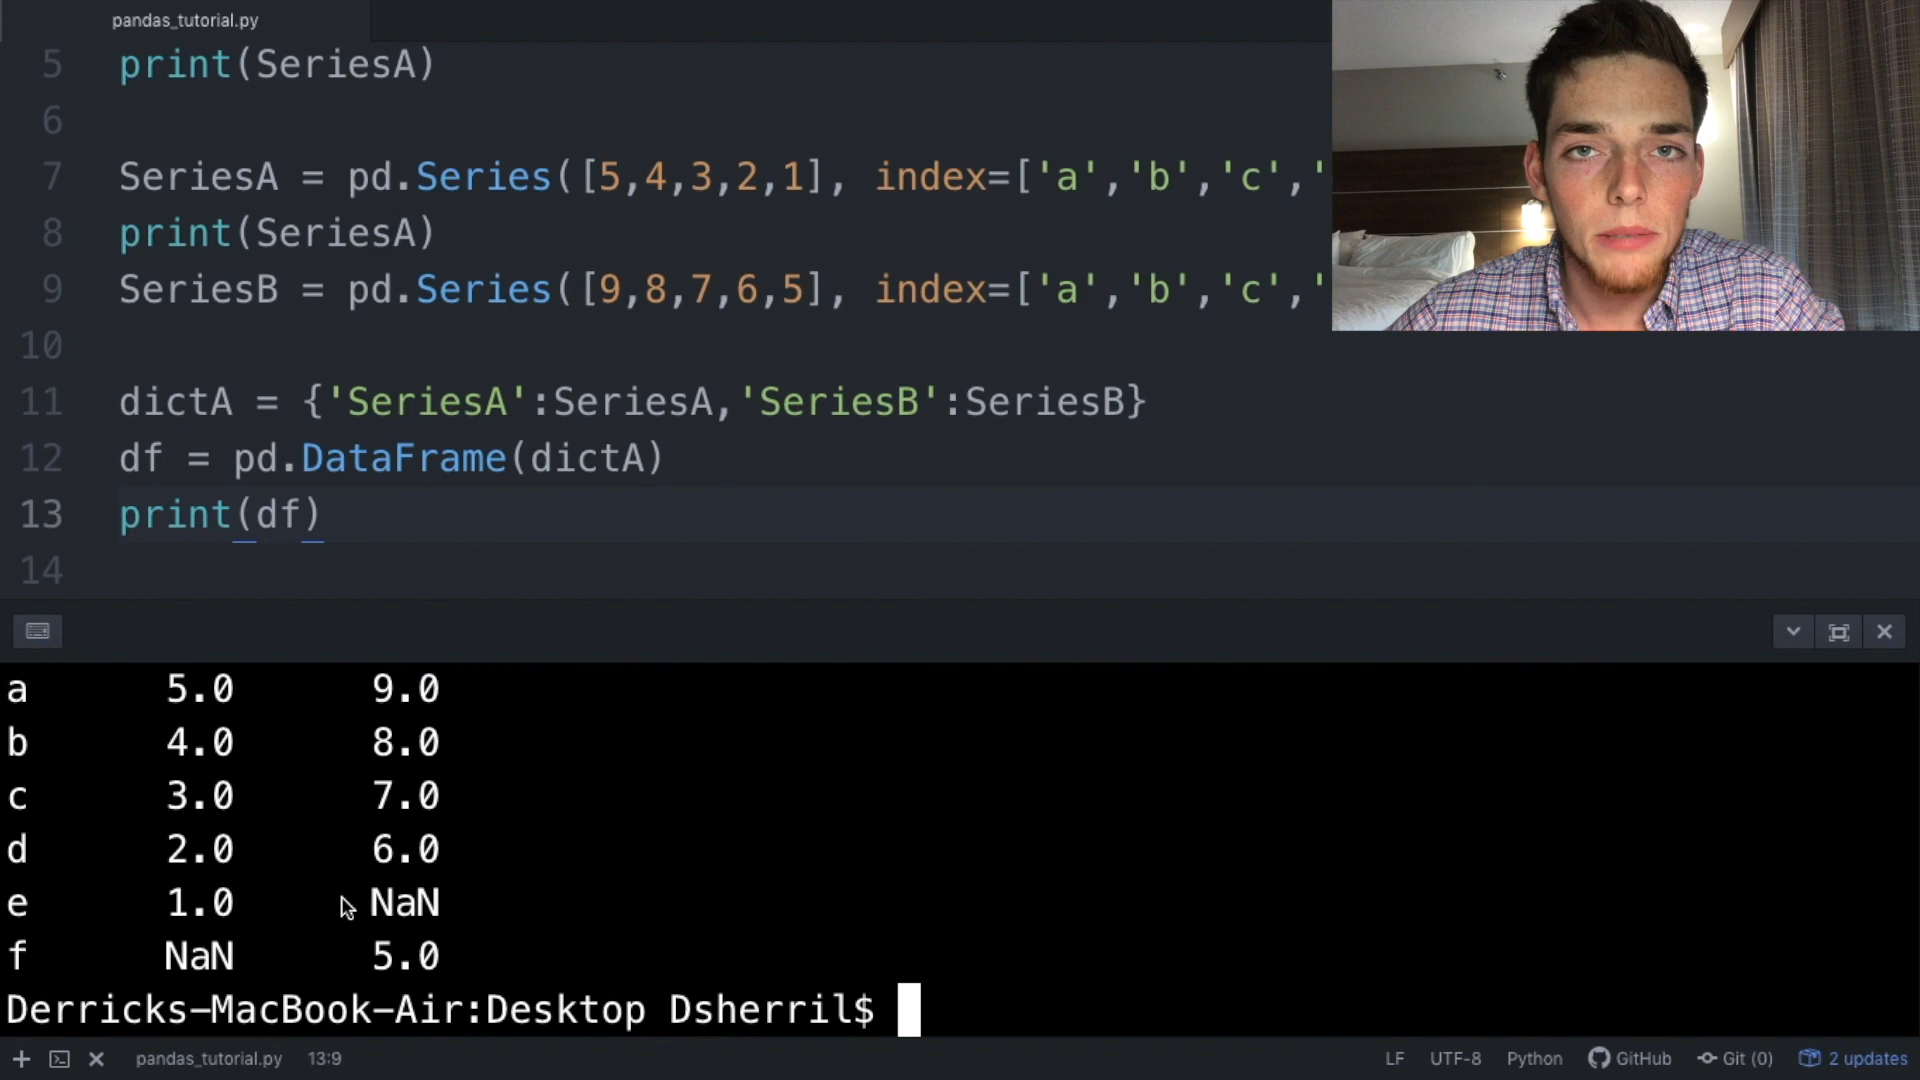 pandas_tutorial.py
5 print(SeriesA)
6
7 SeriesA = pd.Series([5,4,3,2,1], index=['a','b','c','
8 print(SeriesA)
9 SeriesB = pd.Series([9,8,7,6,5], index=['a','b','c','
10
11 dictA = {'SeriesA':SeriesA,'SeriesB':SeriesB}
12 df = pd.DataFrame(dictA)
13 print(df)
14
a 5.0 9.0
b 4.0 8.0
c 3.0 7.0
d 2.0 6.0
e 1.0 NaN
f NaN 5.0
Derricks-MacBook-Air:Desktop Dsherril$
pandas_tutorial.py 13:9 LF UTF-8 Python GitHub Git (0) 2 updates